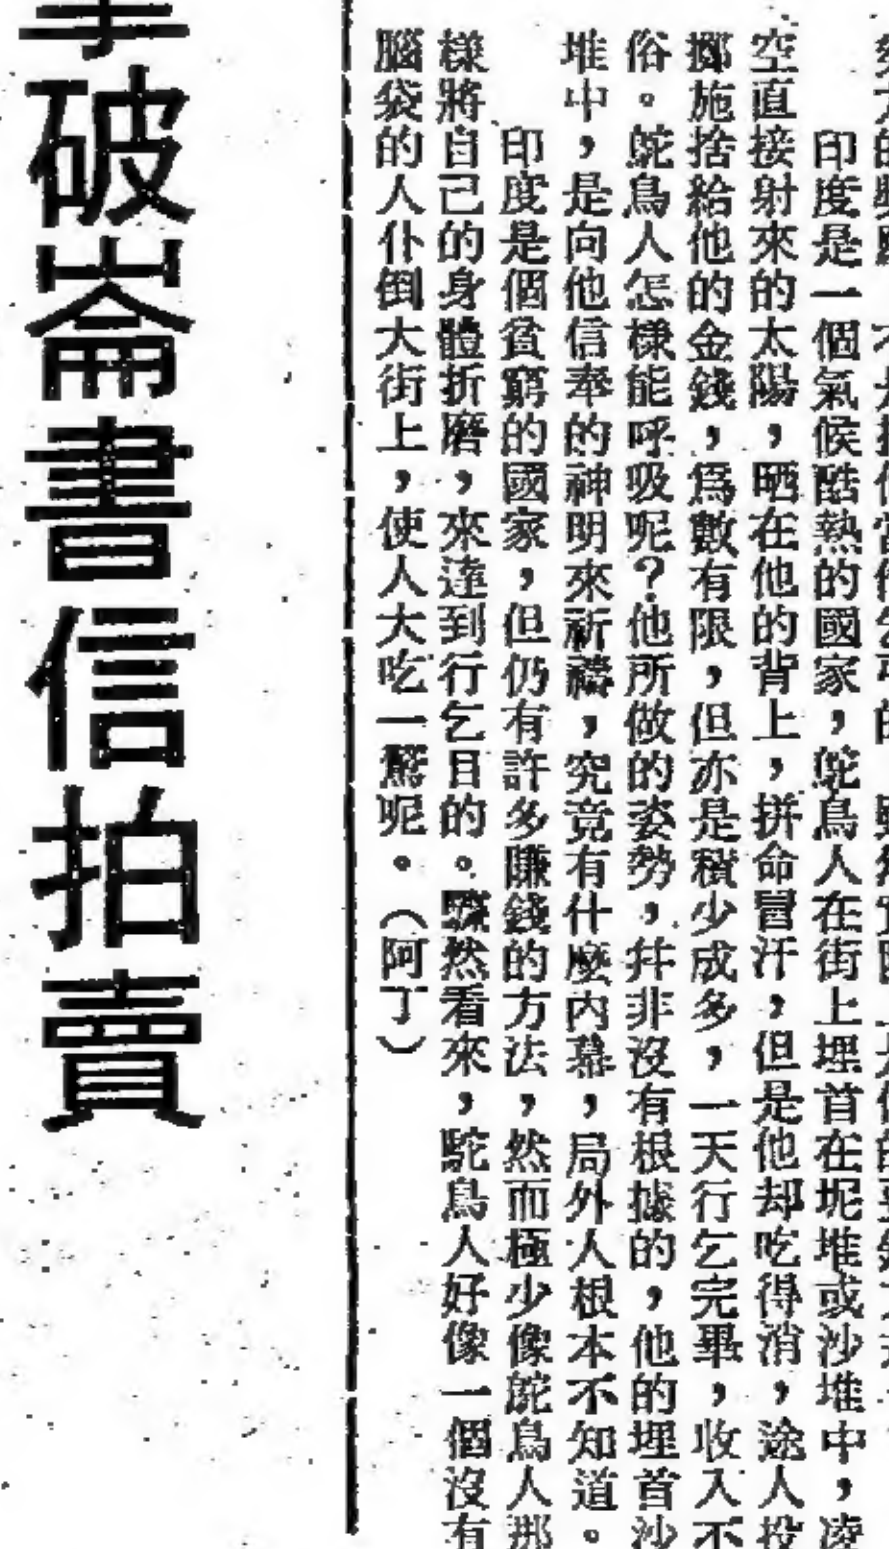 印度是一個氣候酷熱的國家，鴕鳥人在街上埋首在坭堆或沙堆中，凌
空直接射來的太陽，晒在他的背上，拼命冒汗，但是他却吃得消，途人投
擲施捨給他的金錢，爲數有限，但亦是積少成多，一天行乞完畢，收入不
俗。鴕鳥人怎樣能呼吸呢？他所做的姿勢，幷非沒有根據的，他的埋首沙
堆中，是向他信奉的神明來祈禱，究竟有什麼內幕，局外人根本不知道。
印度是個貧窮的國家，但仍有許多賺錢的方法，然而極少像鴕鳥人那
樣將自己的身體折磨，來達到行乞目的。驟然看來，駝鳥人好像一個沒有
腦袋的人仆倒大街上，使人大吃一驚呢。（阿丁）
破崙書信拍賣